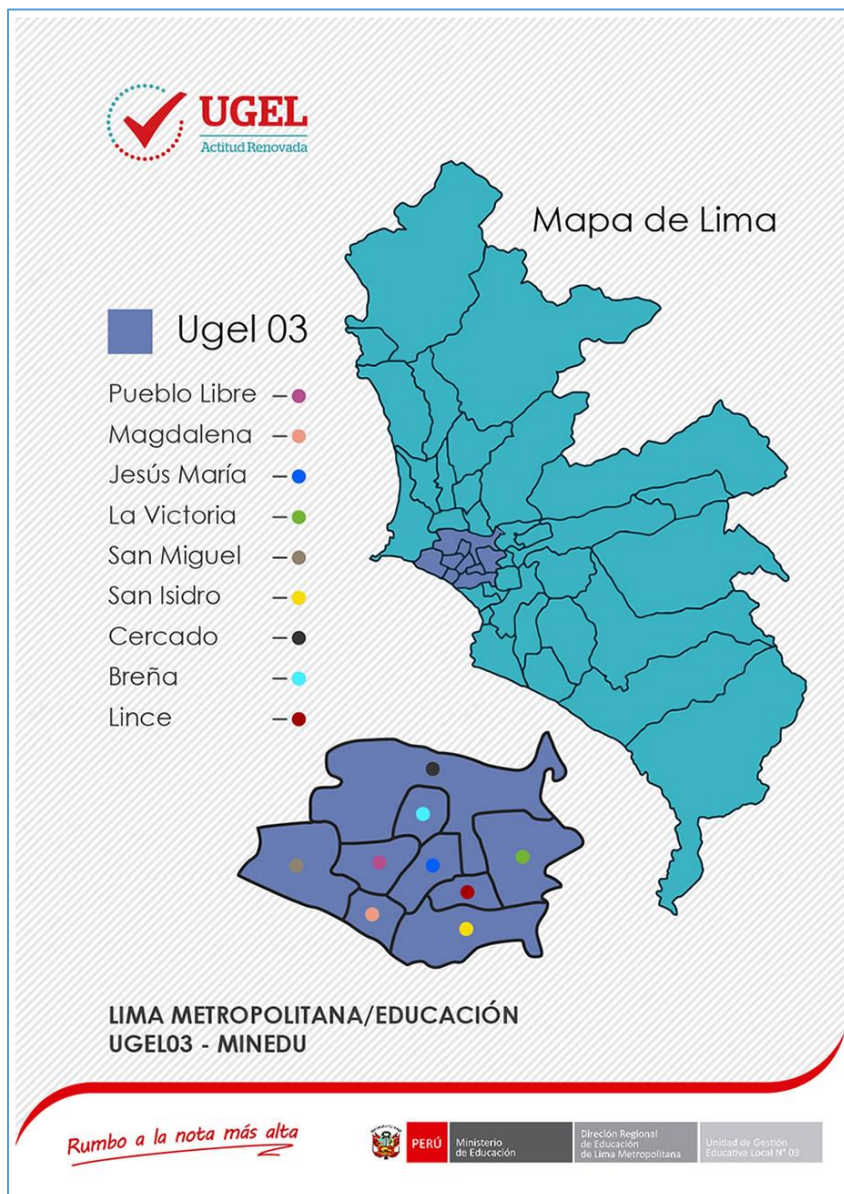 UGEL
Actitud Renovada
Mapa de Lima
Ugel 03
Pueblo Libre
Magdalena
Jesús María
La Victoria
San Miguel
San Isidro
Cercado
Breña
Lince
LIMA METROPOLITANA/EDUCACIÓN
UGEL03 - MINEDU
Rumbo a la nota más alta
PERÚ
Ministerio
de Educación
Dirección Regional
de Educación
de Lima Metropolitana
Unidad de Gestión
Educativa Local N° 03